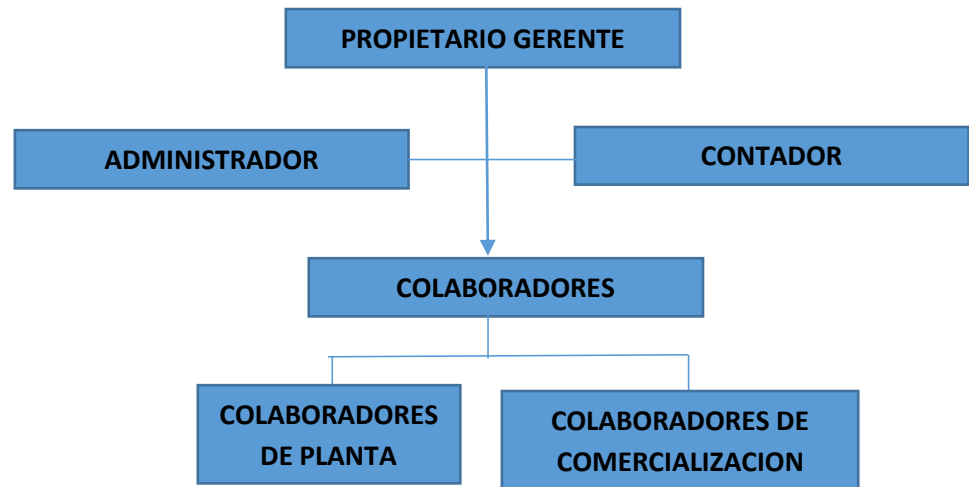 PROPIETARIO GERENTE
ADMINISTRADOR
CONTADOR
COLABORADORES
COLABORADORES
DE PLANTA
COLABORADORES DE
COMERCIALIZACION